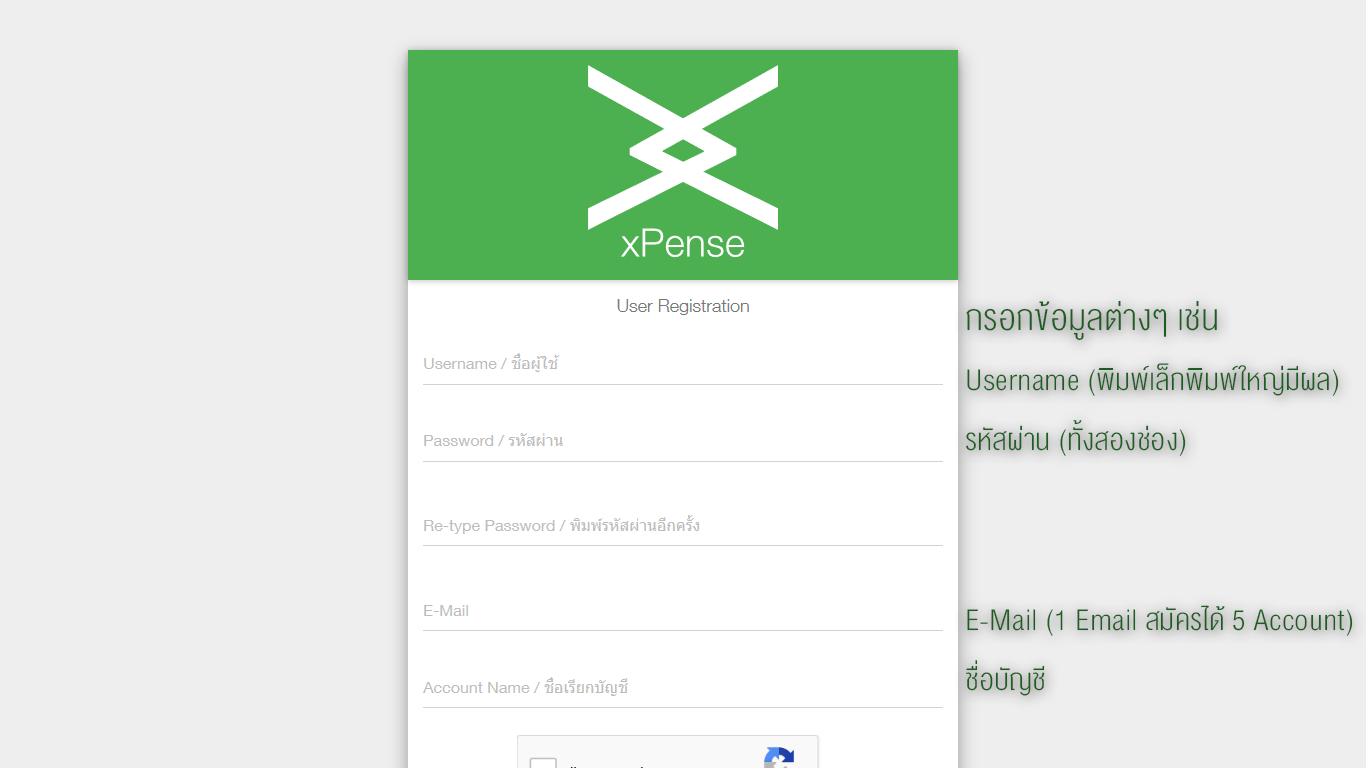 xPense
User Registration
กรอกข้อมูลต่างๆ เช่น
Username / ชื่อผู้ใช้
Username (พิมพ์เล็กพิมพ์ใหญ่มีผล)
Password / รหัสผ่าน
รหัสผ่าน (ทั้งสองช่อง)
Re-type Password / พิมพ์รหัสผ่านอีกครั้ง
E-Mail
E-Mail (1 Email สมัครได้ 5 Account)
Account Name / ชื่อเรียกบัญชี
ชื่อบัญชี